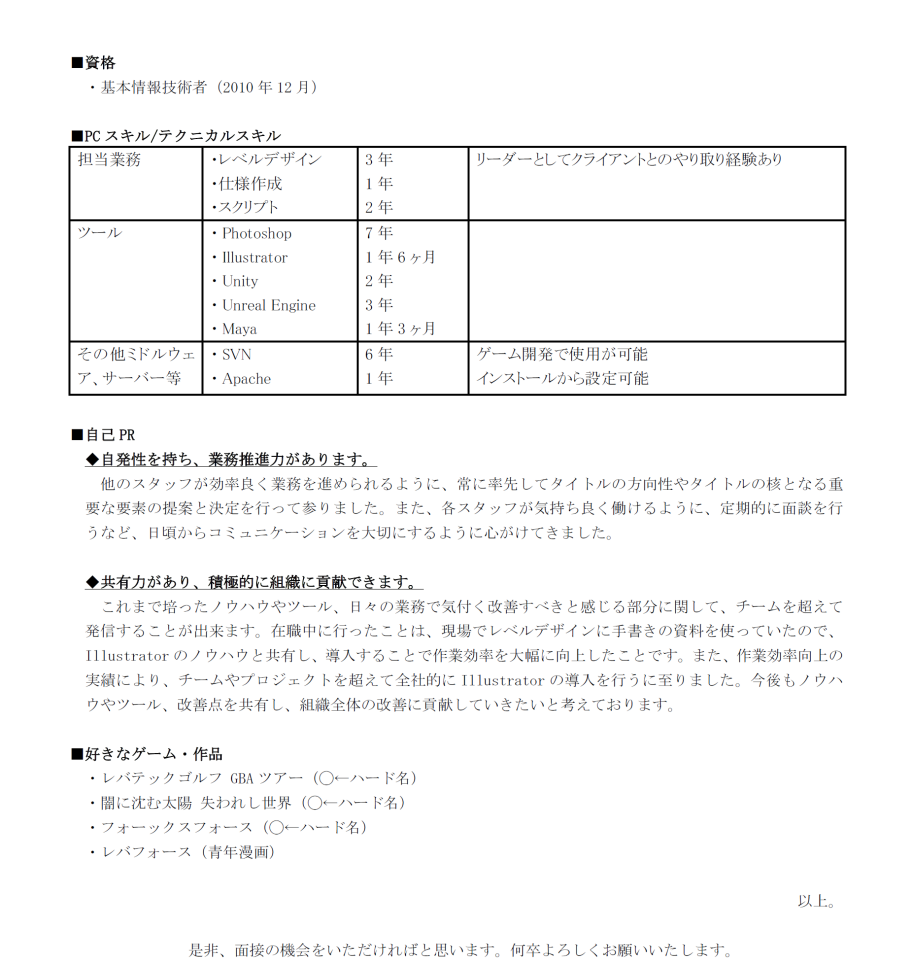 ■資格
・基本情報技術者（2010 年 12 月）
■PC スキル/テクニカルスキル
担当業務 ・レベルデザイン 3 年 リーダーとしてクライアントとのやり取り経験あり
・仕様作成 1 年
・スクリプト 2 年
ツール ・Photoshop 7 年
・Illustrator 1 年 6 ヶ月
・Unity 2 年
・Unreal Engine 3 年
・Maya 1 年 3 ヶ月
その他ミドルウェ ・SVN 6 年 ゲーム開発で使用が可能
ア、サーバー等 ・Apache 1 年 インストールから設定可能
■自己 PR
◆自発性を持ち、業務推進力があります。
他のスタッフが効率良く業務を進められるように、常に率先してタイトルの方向性やタイトルの核となる重
要な要素の提案と決定を行って参りました。また、各スタッフが気持ち良く働けるように、定期的に面談を行
うなど、日頃からコミュニケーションを大切にするように心がけてきました。
◆共有力があり、積極的に組織に貢献できます。
これまで培ったノウハウやツール、日々の業務で気付く改善すべきと感じる部分に関して、チームを超えて
発信することが出来ます。在職中に行ったことは、現場でレベルデザインに手書きの資料を使っていたので、
Illustrator のノウハウと共有し、導入することで作業効率を大幅に向上したことです。また、作業効率向上の
実績により、チームやプロジェクトを超えて全社的に Illustrator の導入を行うに至りました。今後もノウハ
ウやツール、改善点を共有し、組織全体の改善に貢献していきたいと考えております。
■好きなゲーム・作品
・レバテックゴルフ GBA ツアー（○←ハード名）
・闇に沈む太陽 失われし世界（○←ハード名）
・フォーックスフォース（○←ハード名）
・レバフォース（青年漫画）
以上。
是非、面接の機会をいただければと思います。何卒よろしくお願いいたします。